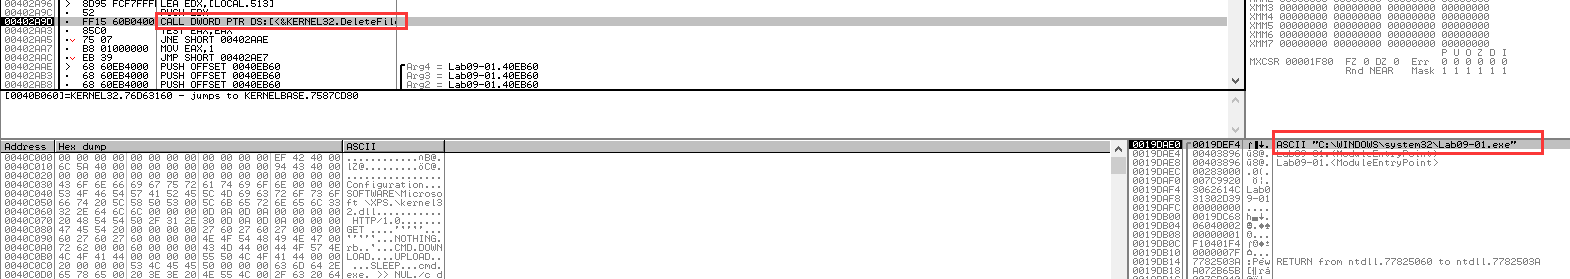 00402A96 > 8D95 FCF7FFFF LEA EDX,[LOCAL.513]
00402A9C · 52 PUSH EDX
00402A9D · FF15 60B0400 CALL DWORD PTR DS:[<&KERNEL32.DeleteFile
00402AA3 · 85C0 TEST EAX,EAX
00402AA5 · 75 07 JNE SHORT 00402AAE
00402AA7 · B8 01000000 MOV EAX,1
00402AAC · EB 39 JMP SHORT 00402AE7
00402AAE > 68 60EB4000 PUSH OFFSET 0040EB60 Arg4 = Lab09-01.40EB60
00402AB3 · 68 60EB4000 PUSH OFFSET 0040EB60 Arg3 = Lab09-01.40EB60
00402AB8 · 68 60EB4000 PUSH OFFSET 0040EB60 Arg2 = Lab09-01.40EB60
[0040B060]=KERNEL32.76D63160 - jumps to KERNELBASE.7587CD80
XMM3 00000000 00000000 00000000 00000000
XMM4 00000000 00000000 00000000 00000000
XMM5 00000000 00000000 00000000 00000000
XMM6 00000000 00000000 00000000 00000000
XMM7 00000000 00000000 00000000 00000000
P U O Z D I
MXCSR 00001F80 FZ 0 DZ 0 Err 0 0 0 0 0 0
Rnd NEAR Mask 1 1 1 1 1 1
Address Hex dump ASCII
0040C000 00 00 00 00 00 00 00 00 00 00 00 00 EF 42 40 00
0040C010 6C 5A 40 00 00 00 00 00 00 00 00 00 94 43 40 00
0040C020 00 00 00 00 00 00 00 00 00 00 00 00 00 00 00 00 ................
0040C030 43 6F 6E 66 69 67 75 72 61 74 69 6F 6E 00 00 00 Configuration...
0040C040 53 4F 46 54 57 41 52 45 5C 4D 69 63 72 6F 73 6F SOFTWARE\Microso
0040C050 66 74 20 5C 58 50 53 00 5C 6B 65 72 6E 65 6C 33 ft \XPS.\kernel3
0040C060 32 2E 64 6C 6C 00 00 00 0D 0A 0D 0A 00 00 00 00 2.dll...........
0040C070 20 48 54 54 50 2F 31 2E 30 0D 0A 0D 0A 00 00 00 HTTP/1.0.......
0040C080 47 45 54 20 00 00 00 00 27 60 27 60 27 00 00 00 GET ....'`'`'...
0040C090 60 27 60 27 60 00 00 00 4E 4F 54 48 49 4E 47 00 `'`'`...NOTHING.
0040C0A0 72 62 00 00 60 00 00 00 43 4D 44 00 44 4F 57 4E rb..`...CMD.DOWN
0040C0B0 4C 4F 41 44 00 00 00 00 55 50 4C 4F 41 44 00 00 LOAD....UPLOAD..
0040C0C0 20 00 00 00 53 4C 45 45 50 00 00 00 63 6D 64 2E ...SLEEP...cmd.
0040C0D0 65 78 65 00 20 3E 3E 20 4E 55 4C 00 2F 63 20 64 exe. >> NUL./c d
0019DAE0 0019DEF4 ASCII "C:\WINDOWS\system32\Lab09-01.exe"
0019DAE4 00403896 Lab09-01.<ModuleEntryPoint>
0019DAE8 00403896 Lab09-01.<ModuleEntryPoint>
0019DAEC 00283000
0019DAF0 007C9920
0019DAF4 3062614C Lab0
0019DAF8 31302D39 9-01
0019DAFC 00000000 ....
0019DB00 0019DC68
0019DB04 06040002
0019DB08 00000001
0019DB0C F10401F4
0019DB10 0000007F
0019DB14 7782503A RETURN from ntdll.77825060 to ntdll.7782503A
0019DB18 A072B65B